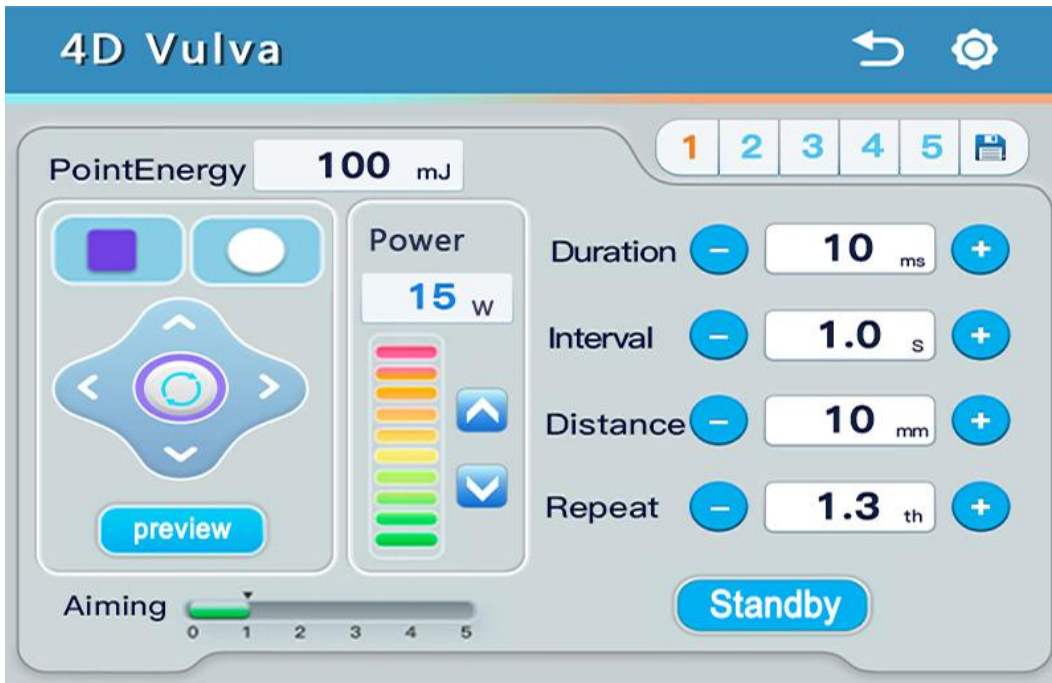 4D Vulva
1 2 3 4 5
PointEnergy 100 mJ
Power
15 W
Duration 10 ms
Interval 1.0 s
Distance 10 mm
Repeat 1.3 th
preview
Aiming
0 1 2 3 4 5
Standby